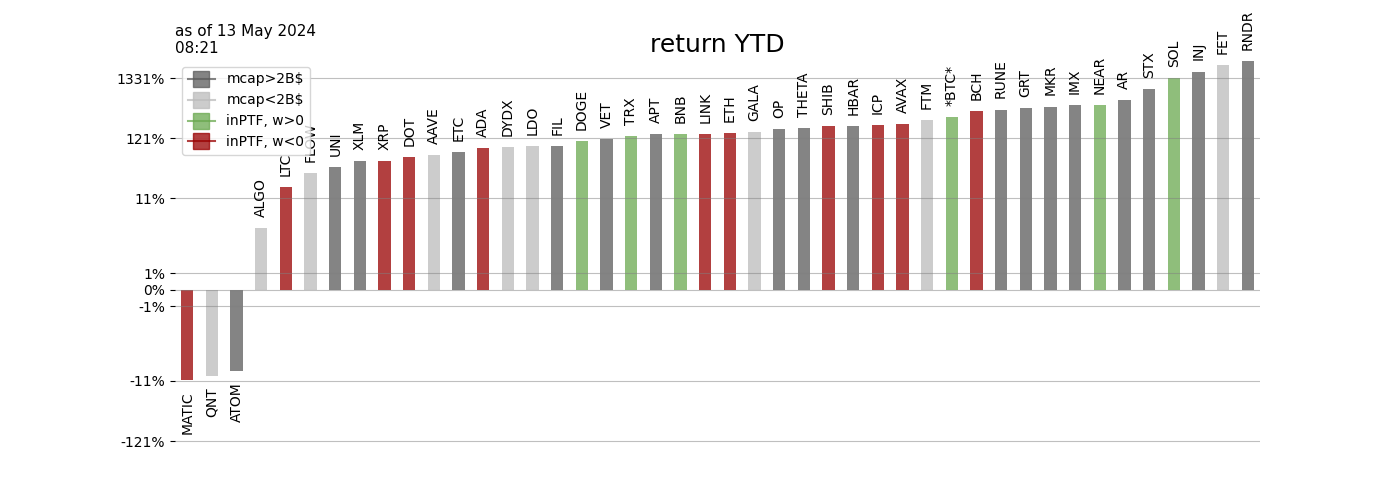 as of 13 May 2024
08:21
return YTD
mcap>2B$
mcap<2B$
inPTF, w>0
inPTF, w<0
1331%
121%
11%
1%
0%
-1%
-11%
-121%
MATIC
QNT
ATOM
ALGO
LTC
FLOW
UNI
XLM
XRP
DOT
AAVE
ETC
ADA
DYDX
LDO
FIL
DOGE
VET
TRX
APT
BNB
LINK
ETH
GALA
OP
THETA
SHIB
HBAR
ICP
AVAX
FTM
*BTC*
BCH
RUNE
GRT
MKR
IMX
NEAR
AR
STX
SOL
INJ
FET
RNDR